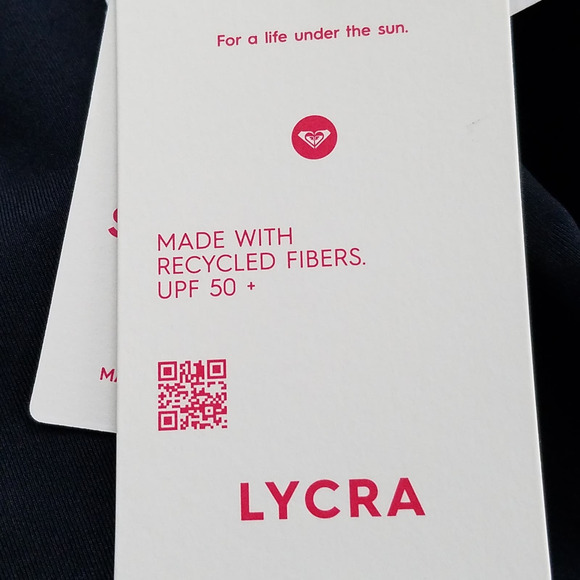 For a life under the sun.
MADE WITH
RECYCLED FIBERS.
UPF 50 +
LYCRA